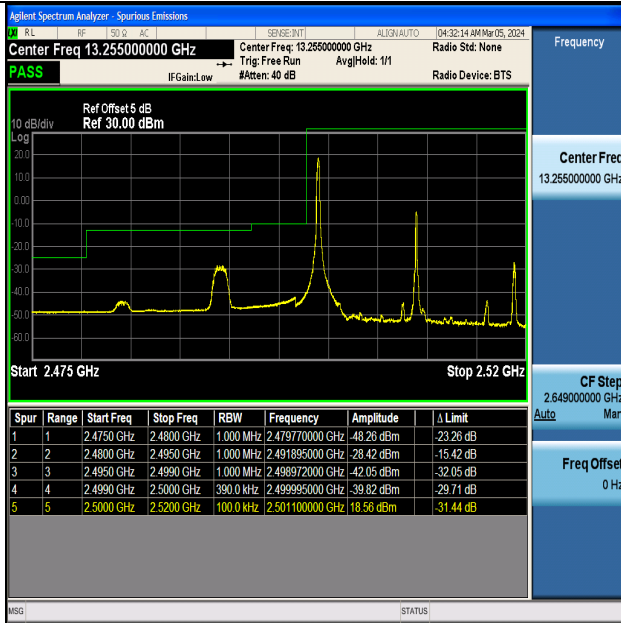 Agilent Spectrum Analyzer - Spurious Emissions
RL RF 50 Ω AC SENSE:INT ALIGN AUTO 04:32:14 AM Mar 05, 2024
Center Freq 13.255000000 GHz Center Freq: 13.255000000 GHz Radio Std: None
Trig: Free Run Avg|Hold: 1/1
PASS IFGain:Low #Atten: 40 dB Radio Device: BTS
Ref Offset 5 dB
10 dB/div Ref 30.00 dBm
Log
20.0
10.0
0.00
-10.0
-20.0
-30.0
-40.0
-50.0
-60.0
Start 2.475 GHz Stop 2.52 GHz
Spur Range Start Freq Stop Freq RBW Frequency Amplitude Δ Limit
1 1 2.4750 GHz 2.4800 GHz 1.000 MHz 2.479770000 GHz -48.26 dBm -23.26 dB
2 2 2.4800 GHz 2.4950 GHz 1.000 MHz 2.491895000 GHz -28.42 dBm -15.42 dB
3 3 2.4950 GHz 2.4990 GHz 1.000 MHz 2.498972000 GHz -42.05 dBm -32.05 dB
4 4 2.4990 GHz 2.5000 GHz 390.0 kHz 2.499995000 GHz -39.82 dBm -29.71 dB
5 5 2.5000 GHz 2.5200 GHz 100.0 kHz 2.501100000 GHz 18.56 dBm -31.44 dB
MSG STATUS
Frequency
Center Freq
13.255000000 GHz
CF Step
2.649000000 GHz
Auto Man
Freq Offset
0 Hz